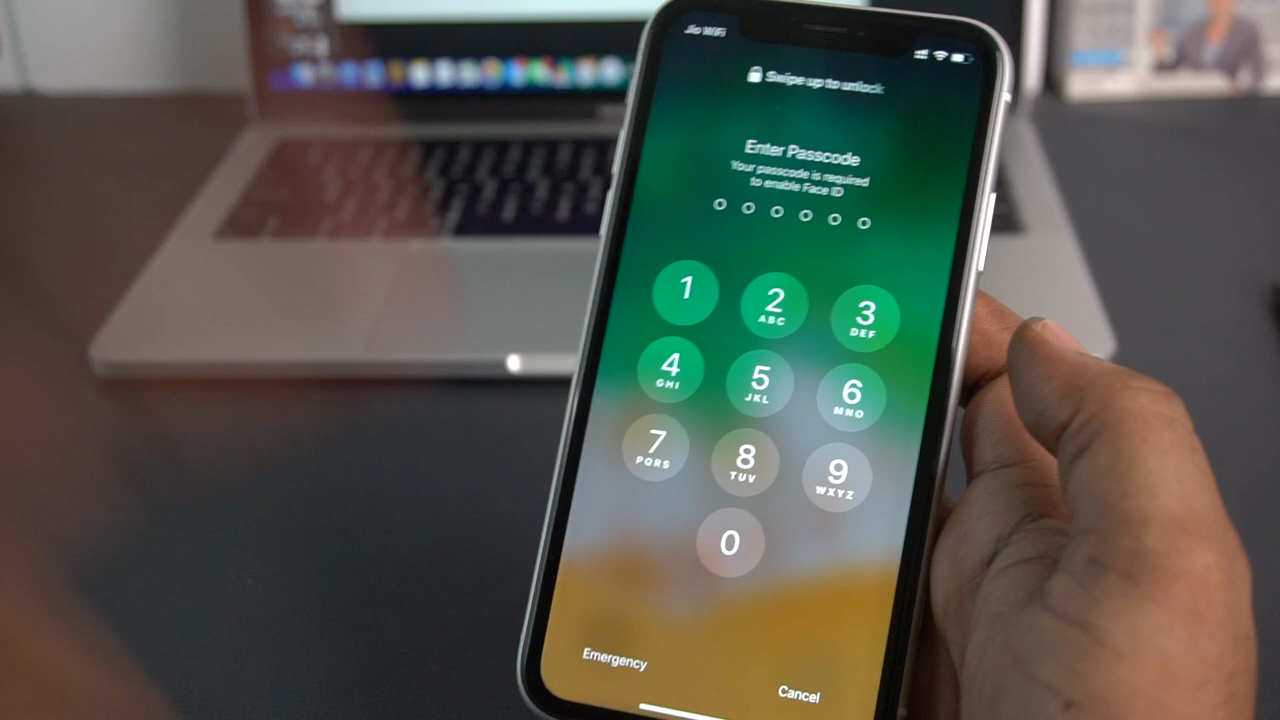 Jio WiFi
Swipe up to unlock
Enter Passcode
Your passcode is required
to enable Face ID
1
2
ABC
3
DEF
4
GHI
5
JKL
6
MNO
7
PQRS
8
TUV
9
WXYZ
0
Emergency
Cancel